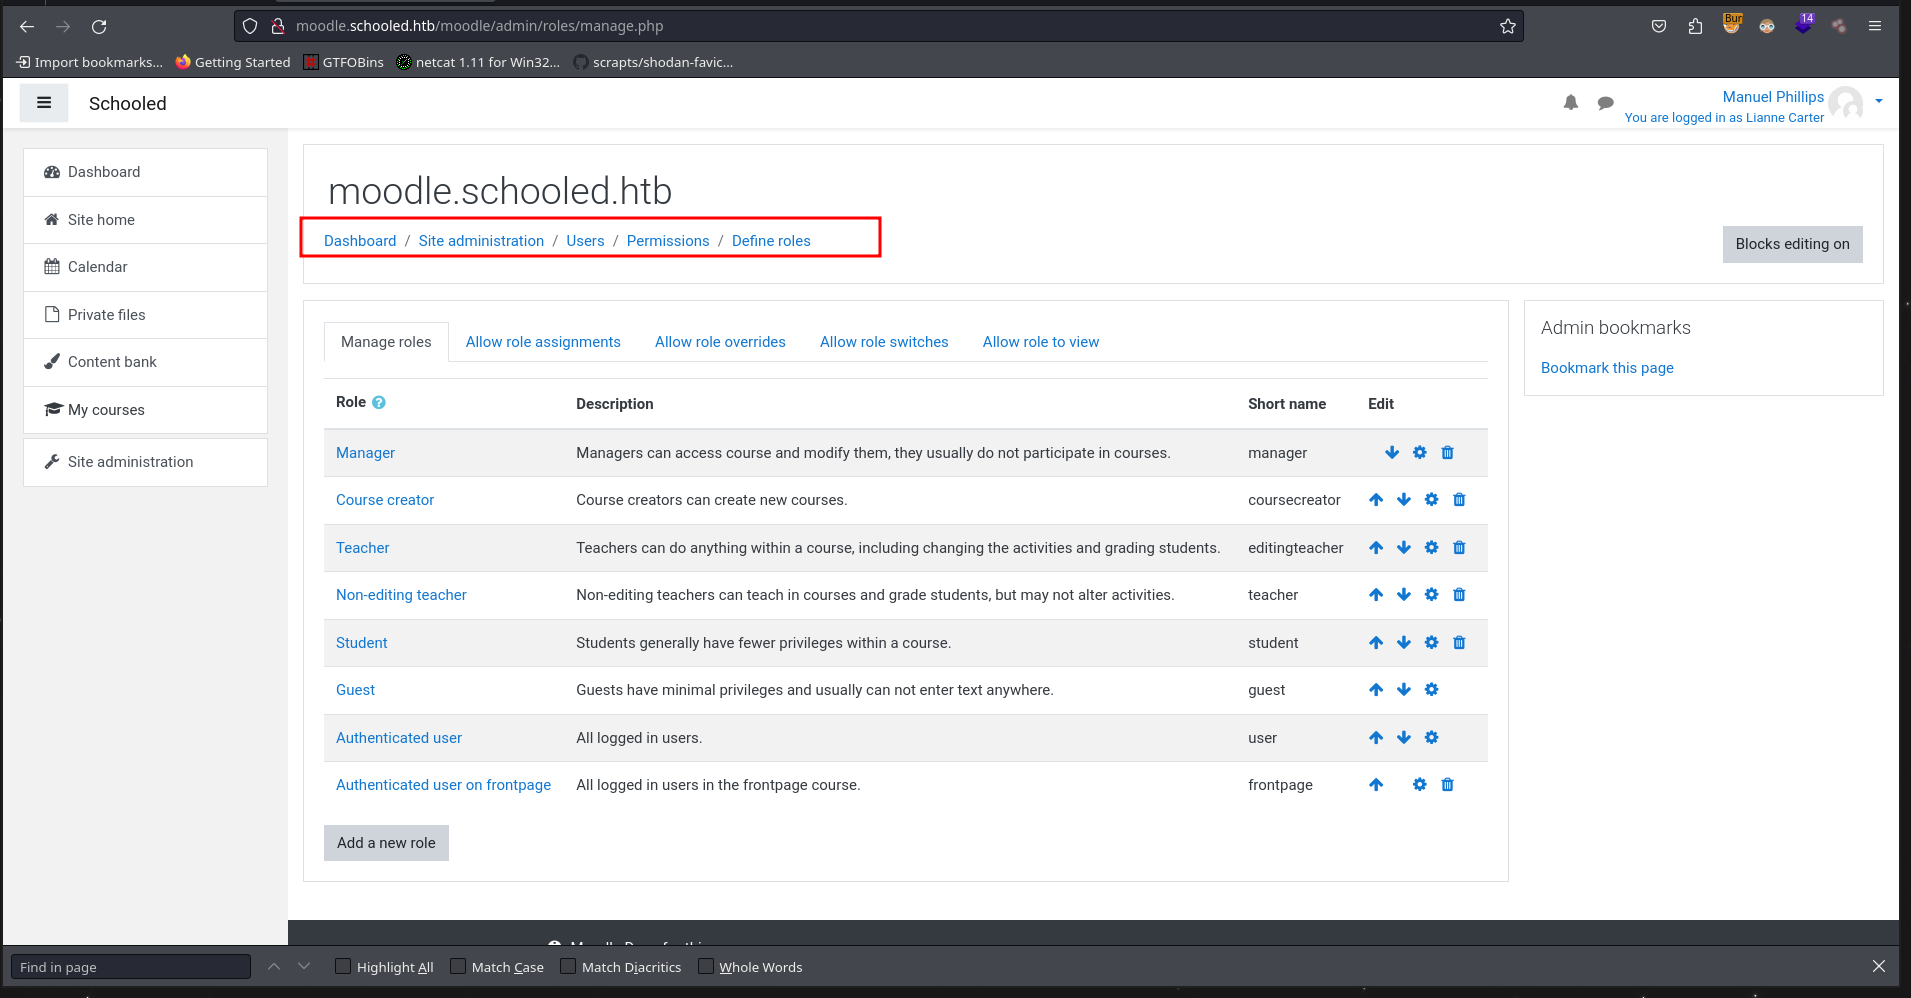 moodle.schooled.htb/moodle/admin/roles/manage.php
Bur
14
Import bookmarks...
Getting Started
GTFOBins
netcat 1.11 for Win32...
scrapts/shodan-favic...
Schooled
Manuel Phillips
You are logged in as Lianne Carter
Dashboard
Site home
Calendar
Private files
Content bank
My courses
Site administration
moodle.schooled.htb
Dashboard / Site administration / Users / Permissions / Define roles
Blocks editing on
Manage roles Allow role assignments Allow role overrides Allow role switches Allow role to view
Role Description Short name Edit
Manager Managers can access course and modify them, they usually do not participate in courses. manager
Course creator Course creators can create new courses. coursecreator
Teacher Teachers can do anything within a course, including changing the activities and grading students. editingteacher
Non-editing teacher Non-editing teachers can teach in courses and grade students, but may not alter activities. teacher
Student Students generally have fewer privileges within a course. student
Guest Guests have minimal privileges and usually can not enter text anywhere. guest
Authenticated user All logged in users. user
Authenticated user on frontpage All logged in users in the frontpage course. frontpage
Add a new role
Admin bookmarks
Bookmark this page
Find in page Highlight All Match Case Match Diacritics Whole Words